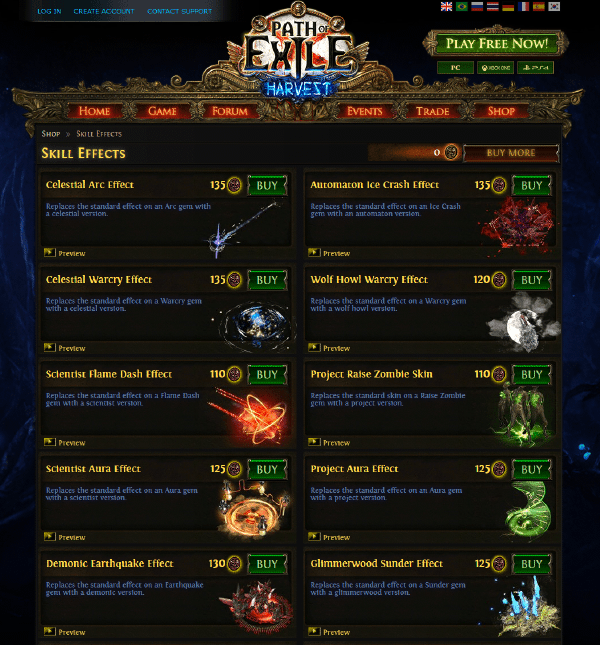 LOG IN CREATE ACCOUNT CONTACT SUPPORT
PATH OF
EXILE
HARVEST
PLAY FREE NOW!
PC XBOX ONE PS4
HOME GAME FORUM EVENTS TRADE SHOP
SHOP » SKILL EFFECTS
SKILL EFFECTS 0 BUY MORE
Celestial Arc Effect 135 BUY
Replaces the standard effect on an Arc gem with
a celestial version.
Preview
Automaton Ice Crash Effect 135 BUY
Replaces the standard effect on an Ice Crash
gem with an automaton version.
Preview
Celestial Warcry Effect 135 BUY
Replaces the standard effect on a Warcry gem
with a celestial version.
Preview
Wolf Howl Warcry Effect 120 BUY
Replaces the standard effect on a Warcry gem
with a wolf howl version.
Preview
Scientist Flame Dash Effect 110 BUY
Replaces the standard effect on a Flame Dash
gem with a scientist version.
Preview
Project Raise Zombie Skin 110 BUY
Replaces the standard skin on a Raise Zombie
gem with a project version.
Preview
Scientist Aura Effect 125 BUY
Replaces the standard effect on an Aura gem
with a scientist version.
Preview
Project Aura Effect 125 BUY
Replaces the standard effect on an Aura gem
with a project version.
Preview
Demonic Earthquake Effect 130 BUY
Replaces the standard effect on an Earthquake
gem with a demonic version.
Preview
Glimmerwood Sunder Effect 125 BUY
Replaces the standard effect on a Sunder gem
with a glimmerwood version.
Preview